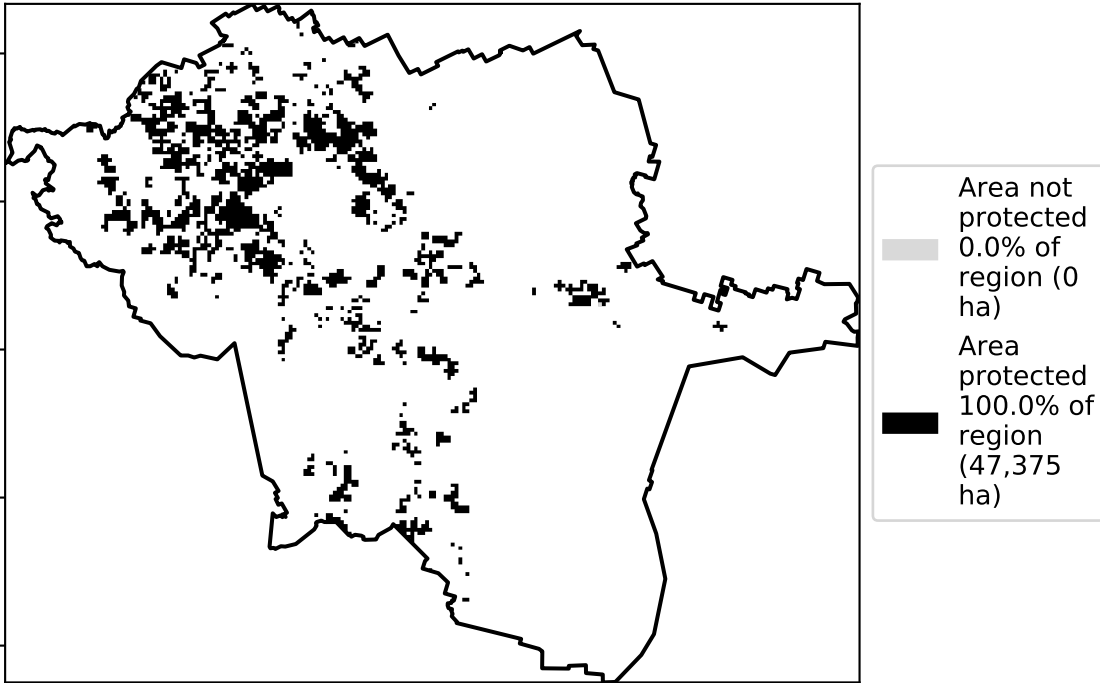 Area not
protected
0.0% of
region (0
ha)
Area
protected
100.0% of
region
(47,375
ha)